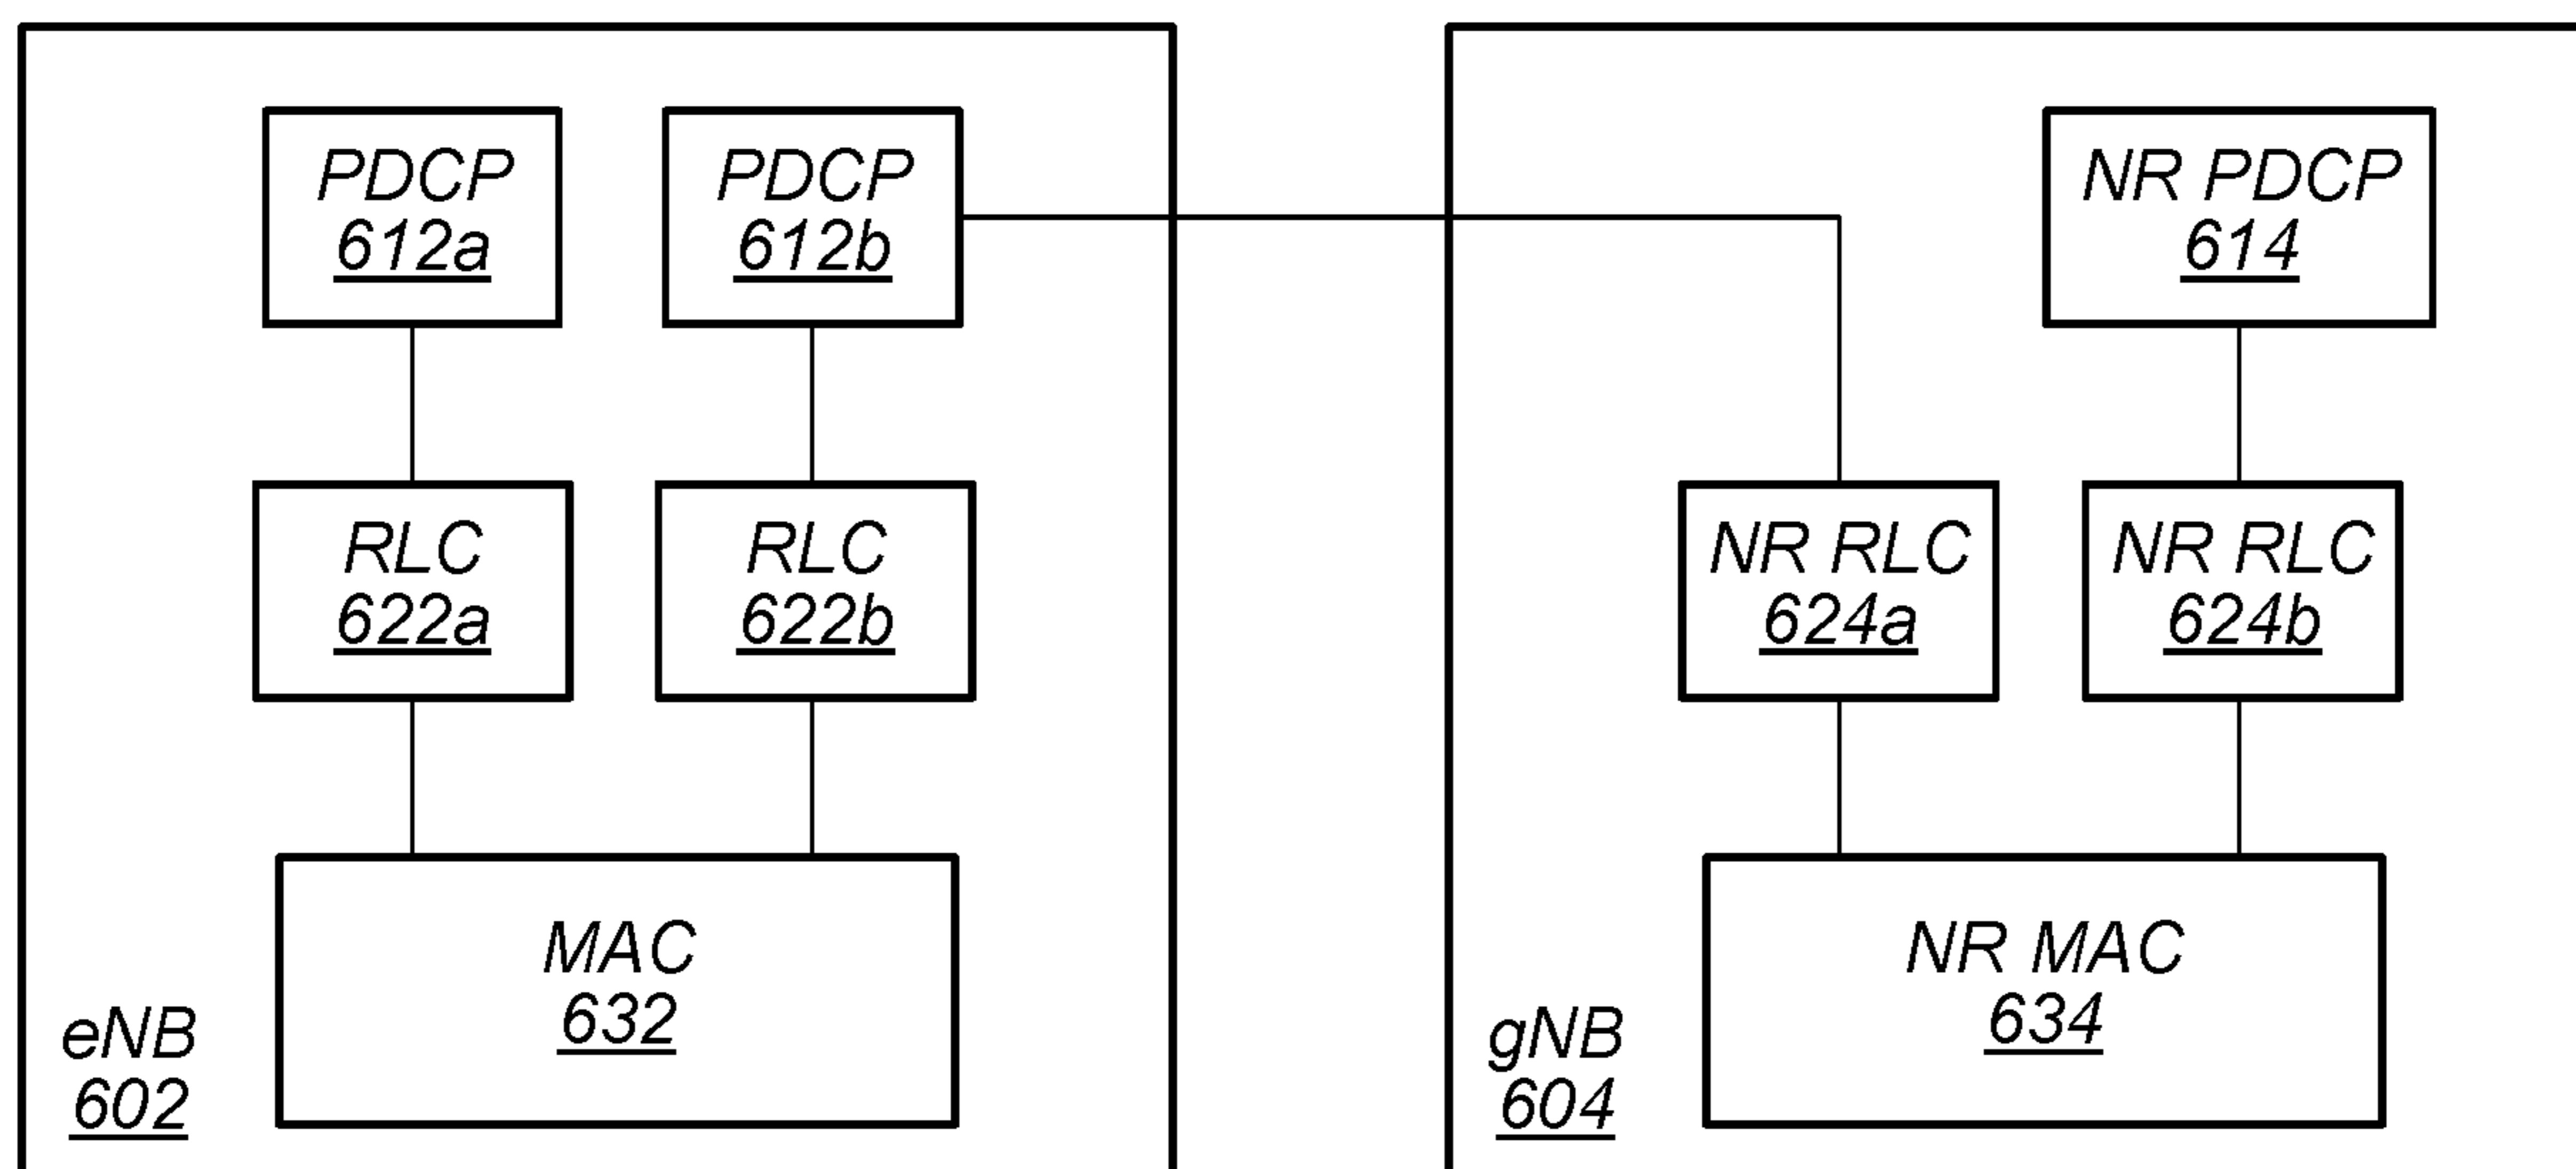 PDCP
612a
PDCP
612b
NR PDCP
614
RLC
622a
RLC
622b
NR RLC
624a
NR RLC
624b
MAC
632
eNB
602
NR MAC
634
gNB
604